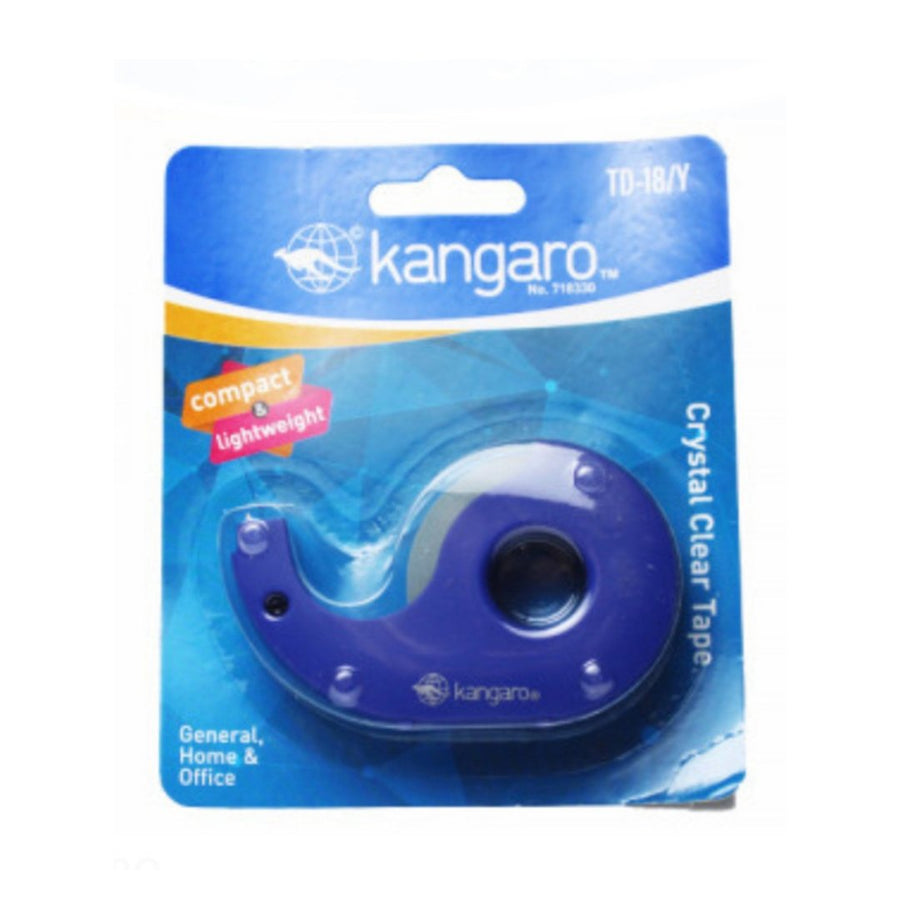 TD-18/Y
kangaro™
No. 718330
compact
&
lightweight
Crystal Clear Tape
kangaro®
General,
Home &
Office